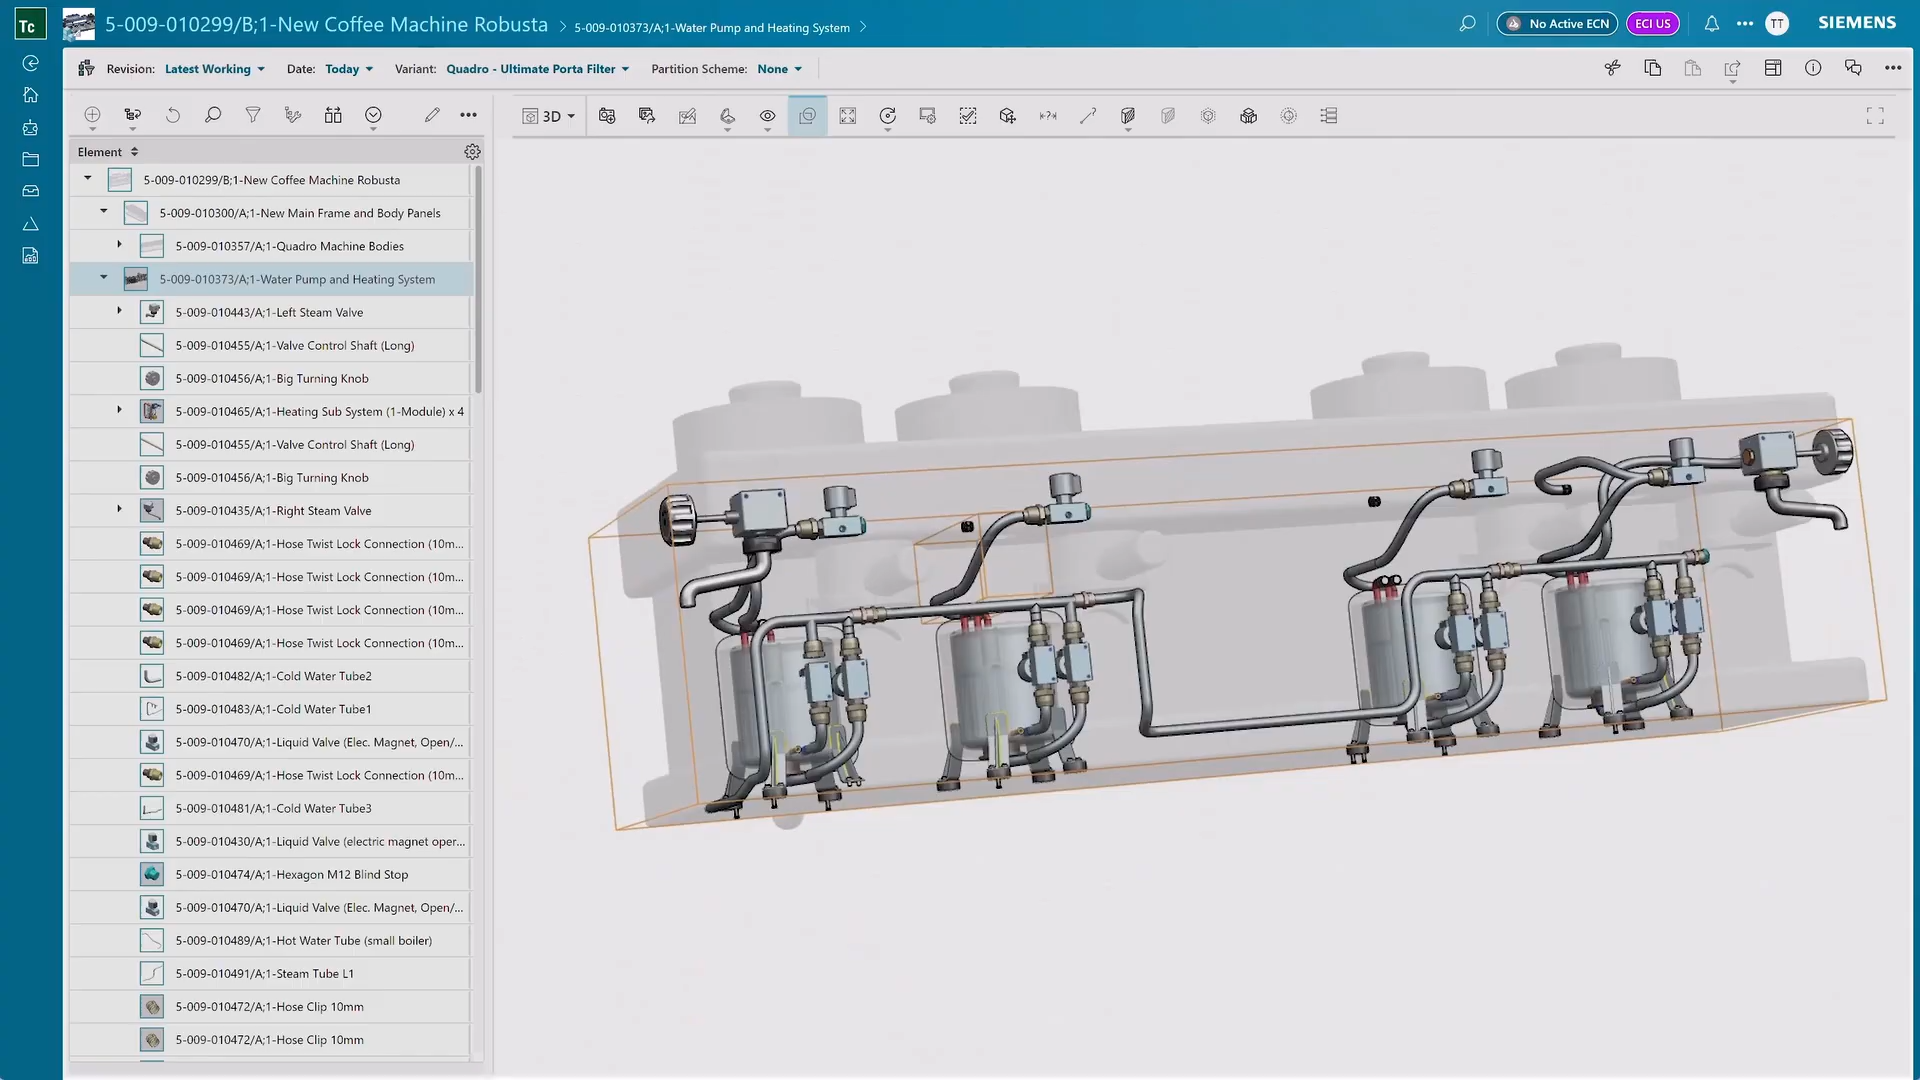 Tc
5-009-010299/B;1-New Coffee Machine Robusta
5-009-010373/A;1-Water Pump and Heating System
No Active ECN
ECI US
TT
SIEMENS
Revision: Latest Working
Date: Today
Variant: Quadro - Ultimate Porta Filter
Partition Scheme: None
3D
Element
5-009-010299/B;1-New Coffee Machine Robusta
5-009-010300/A;1-New Main Frame and Body Panels
5-009-010357/A;1-Quadro Machine Bodies
5-009-010373/A;1-Water Pump and Heating System
5-009-010443/A;1-Left Steam Valve
5-009-010455/A;1-Valve Control Shaft (Long)
5-009-010456/A;1-Big Turning Knob
5-009-010465/A;1-Heating Sub System (1-Module) x 4
5-009-010455/A;1-Valve Control Shaft (Long)
5-009-010456/A;1-Big Turning Knob
5-009-010435/A;1-Right Steam Valve
5-009-010469/A;1-Hose Twist Lock Connection (10m...
5-009-010469/A;1-Hose Twist Lock Connection (10m...
5-009-010469/A;1-Hose Twist Lock Connection (10m...
5-009-010469/A;1-Hose Twist Lock Connection (10m...
5-009-010482/A;1-Cold Water Tube2
5-009-010483/A;1-Cold Water Tube1
5-009-010470/A;1-Liquid Valve (Elec. Magnet, Open/...
5-009-010469/A;1-Hose Twist Lock Connection (10m...
5-009-010481/A;1-Cold Water Tube3
5-009-010430/A;1-Liquid Valve (electric magnet oper...
5-009-010474/A;1-Hexagon M12 Blind Stop
5-009-010470/A;1-Liquid Valve (Elec. Magnet, Open/...
5-009-010489/A;1-Hot Water Tube (small boiler)
5-009-010491/A;1-Steam Tube L1
5-009-010472/A;1-Hose Clip 10mm
5-009-010472/A;1-Hose Clip 10mm